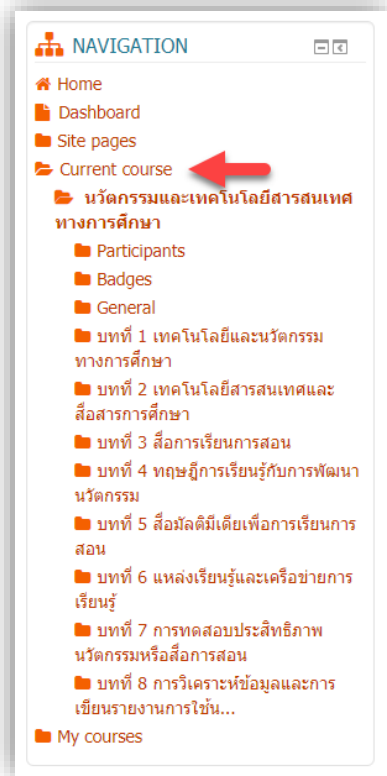 NAVIGATION
Home
Dashboard
Site pages
Current course
นวัตกรรมและเทคโนโลยีสารสนเทศ
ทางการศึกษา
Participants
Badges
General
บทที่ 1 เทคโนโลยีและนวัตกรรม
ทางการศึกษา
บทที่ 2 เทคโนโลยีสารสนเทศและ
สื่อสารการศึกษา
บทที่ 3 สื่อการเรียนการสอน
บทที่ 4 ทฤษฎีการเรียนรู้กับการพัฒนา
นวัตกรรม
บทที่ 5 สื่อมัลติมีเดียเพื่อการเรียนการ
สอน
บทที่ 6 แหล่งเรียนรู้และเครือข่ายการ
เรียนรู้
บทที่ 7 การทดสอบประสิทธิภาพ
นวัตกรรมหรือสื่อการสอน
บทที่ 8 การวิเคราะห์ข้อมูลและการ
เขียนรายงานการใช้น...
My courses